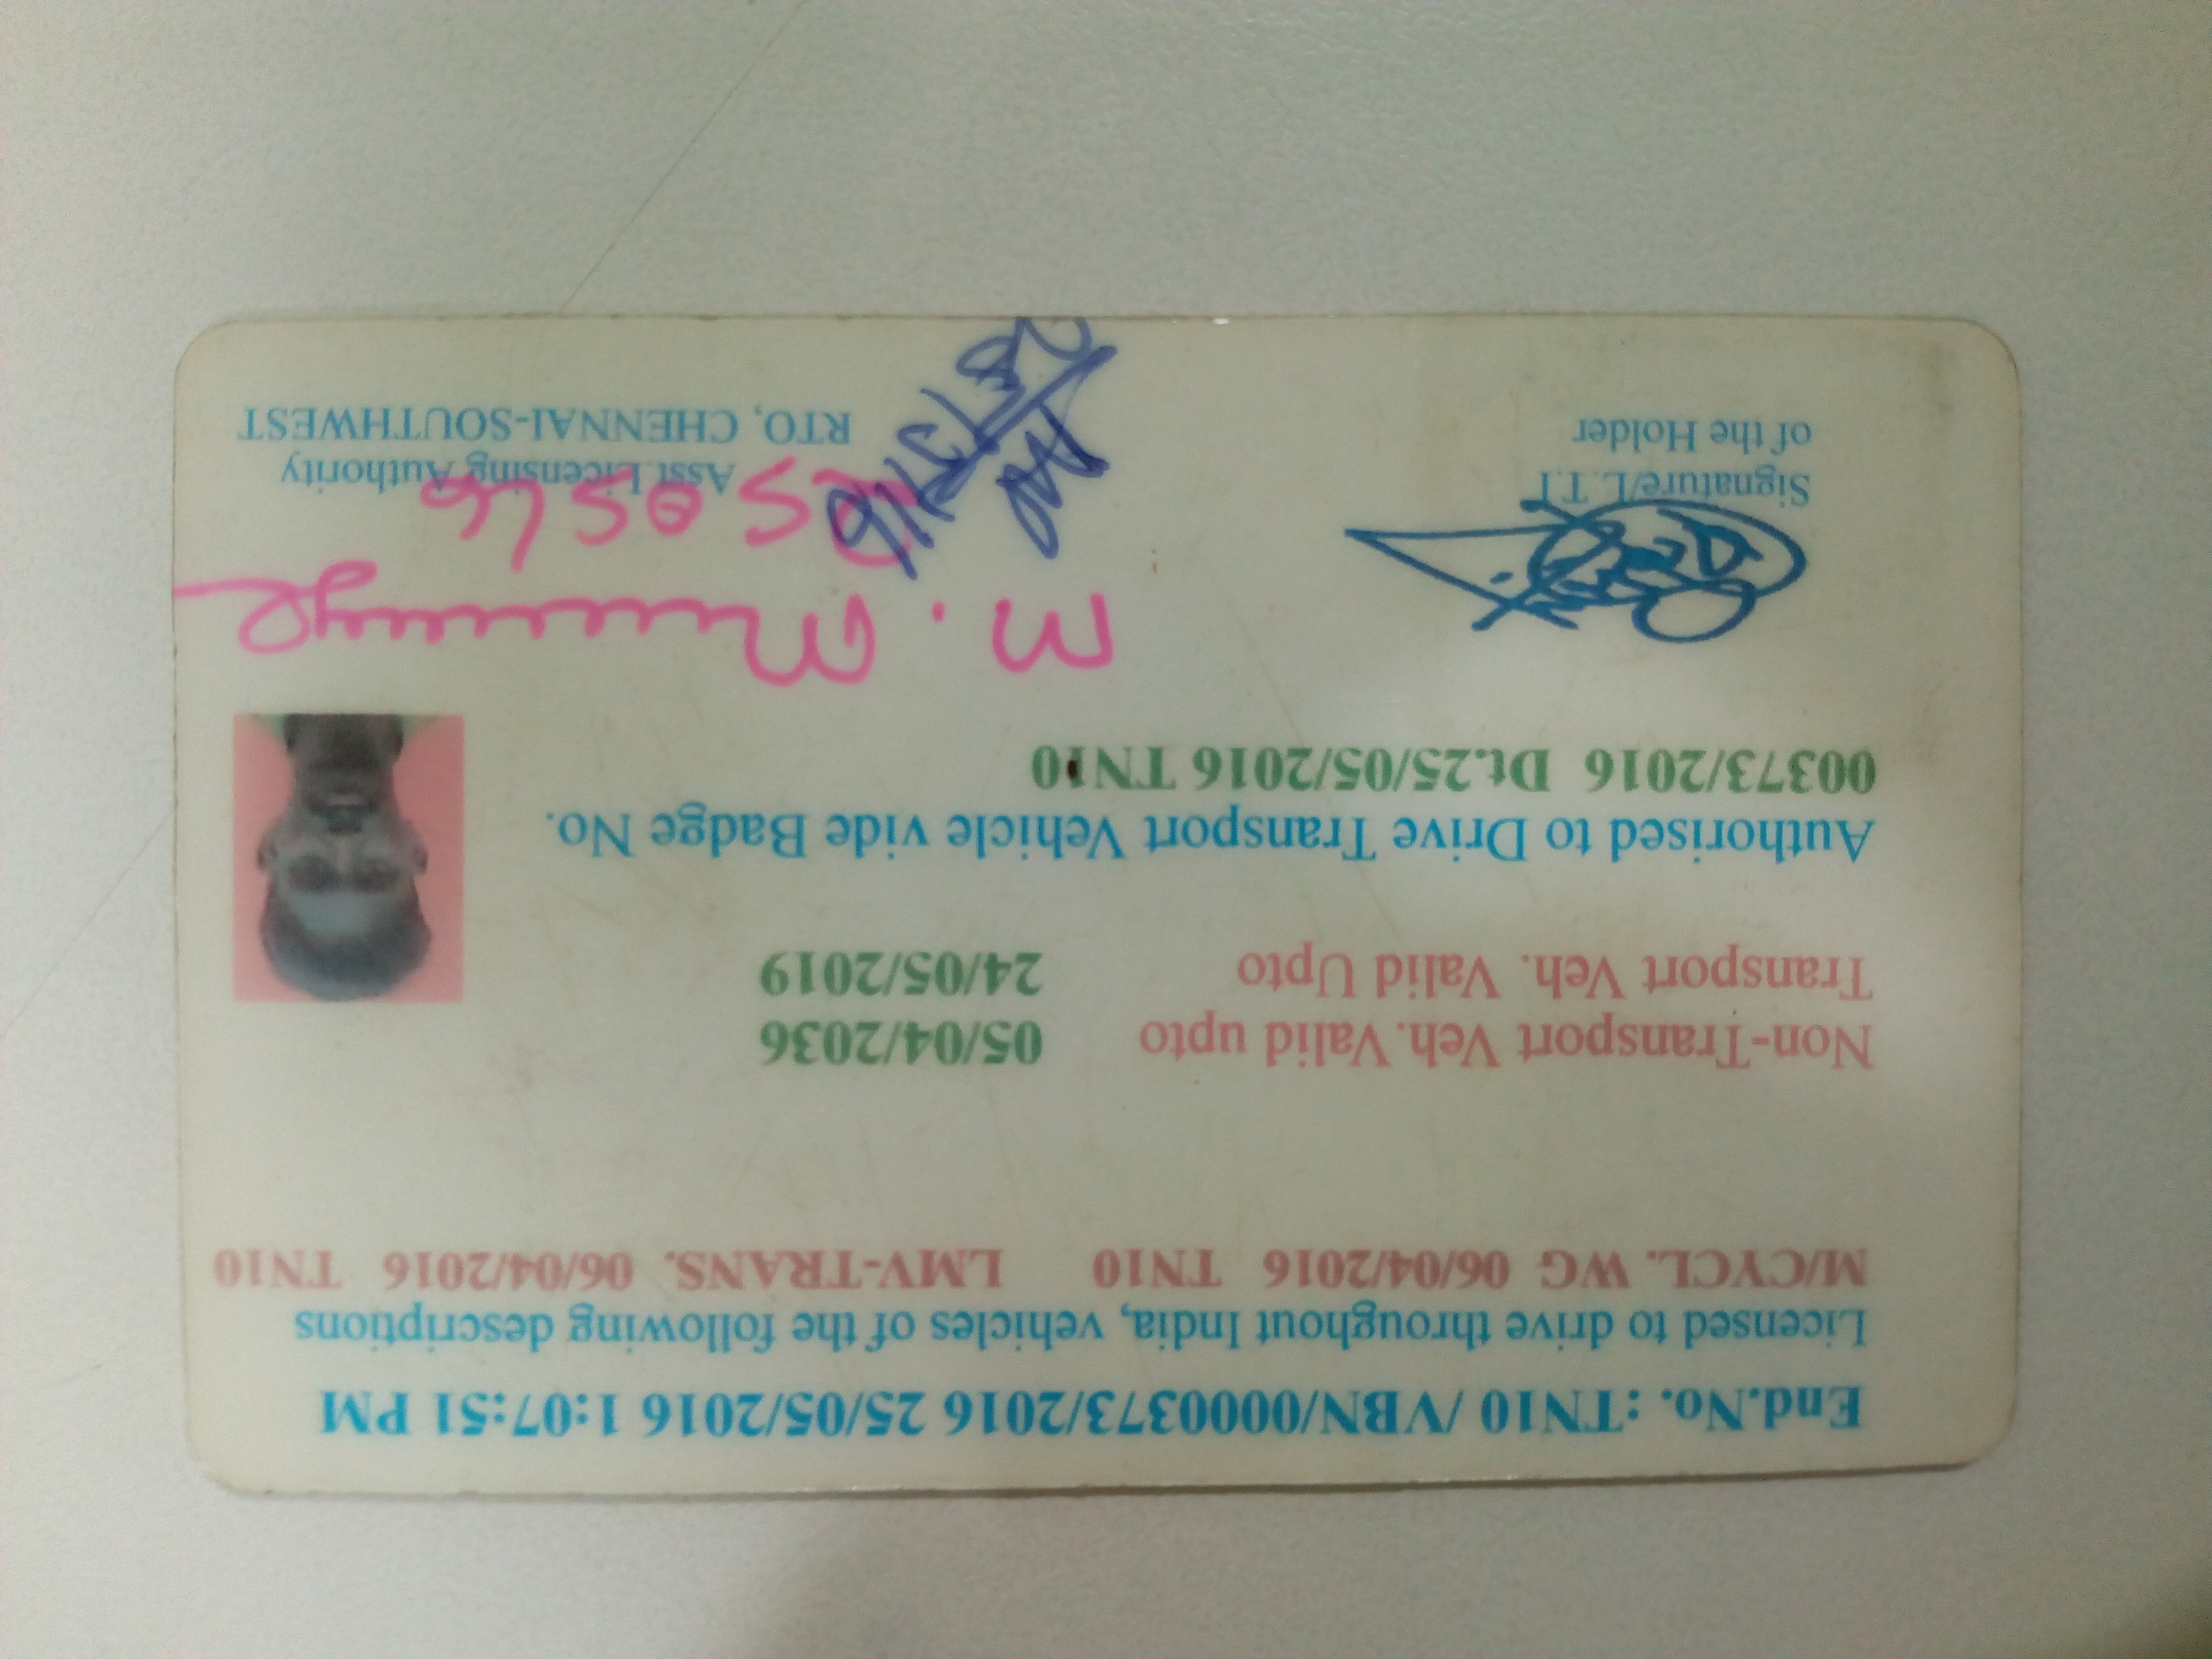 End.No. :TN10 /VBN/0000373/2016 25/05/2016 1:07:51 PM
Licensed to drive throughout India, vehicles of the following descriptions
M/CYCL. WG 06/04/2016 TN10 LMV-TRANS. 06/04/2016 TN10
Non-Transport Veh.Valid upto 05/04/2036
Transport Veh. Valid Upto 24/05/2019
Authorised to Drive Transport Vehicle vide Badge No.
00373/2016 Dt.25/05/2016 TN10
Signature/L.T.I
of the Holder
Asst Licensing Authority
RTO, CHENNAI-SOUTHWEST